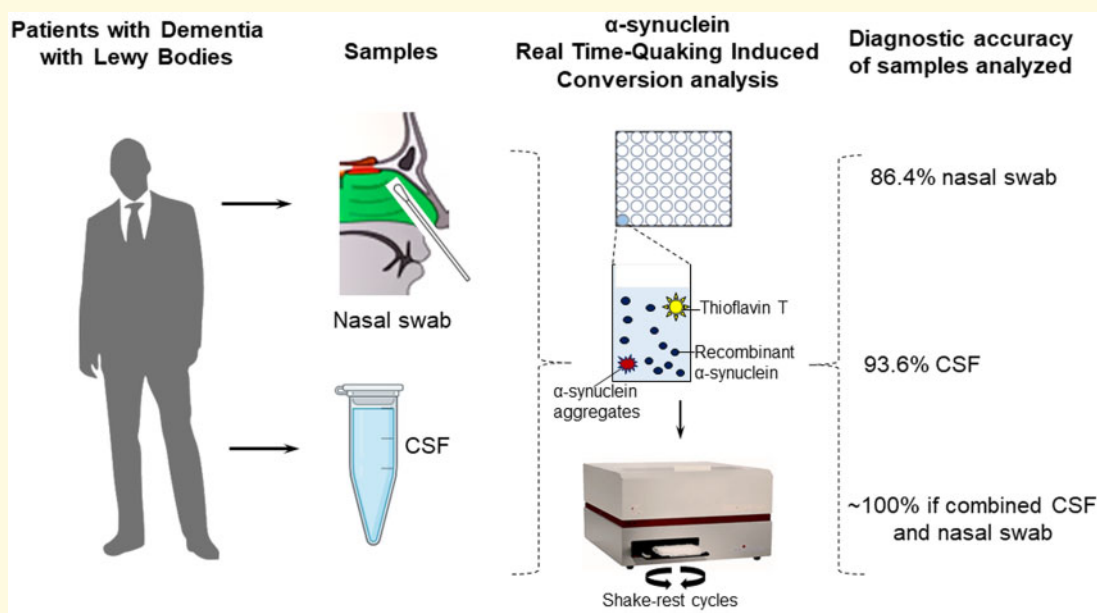 Patients with Dementia
with Lewy Bodies
Samples
α-synuclein
Real Time-Quaking Induced
Conversion analysis
Diagnostic accuracy
of samples analyzed
Nasal swab
CSF
Thioflavin T
Recombinant
α-synuclein
α-synuclein
aggregates
Shake-rest cycles
86.4% nasal swab
93.6% CSF
~100% if combined CSF
and nasal swab